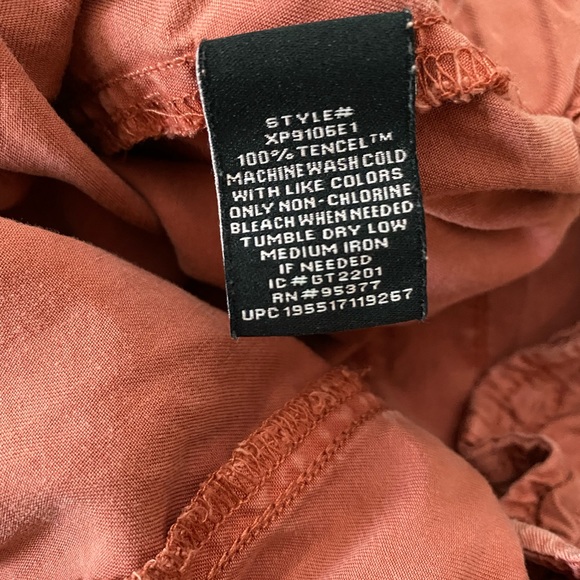 STYLE#
XP9106E1
100% TENCEL™
MACHINE WASH COLD
WITH LIKE COLORS
ONLY NON-CHLORINE
BLEACH WHEN NEEDED
TUMBLE DRY LOW
MEDIUM IRON
IF NEEDED
IC#GT2201
RN#95377
UPC 195517119267